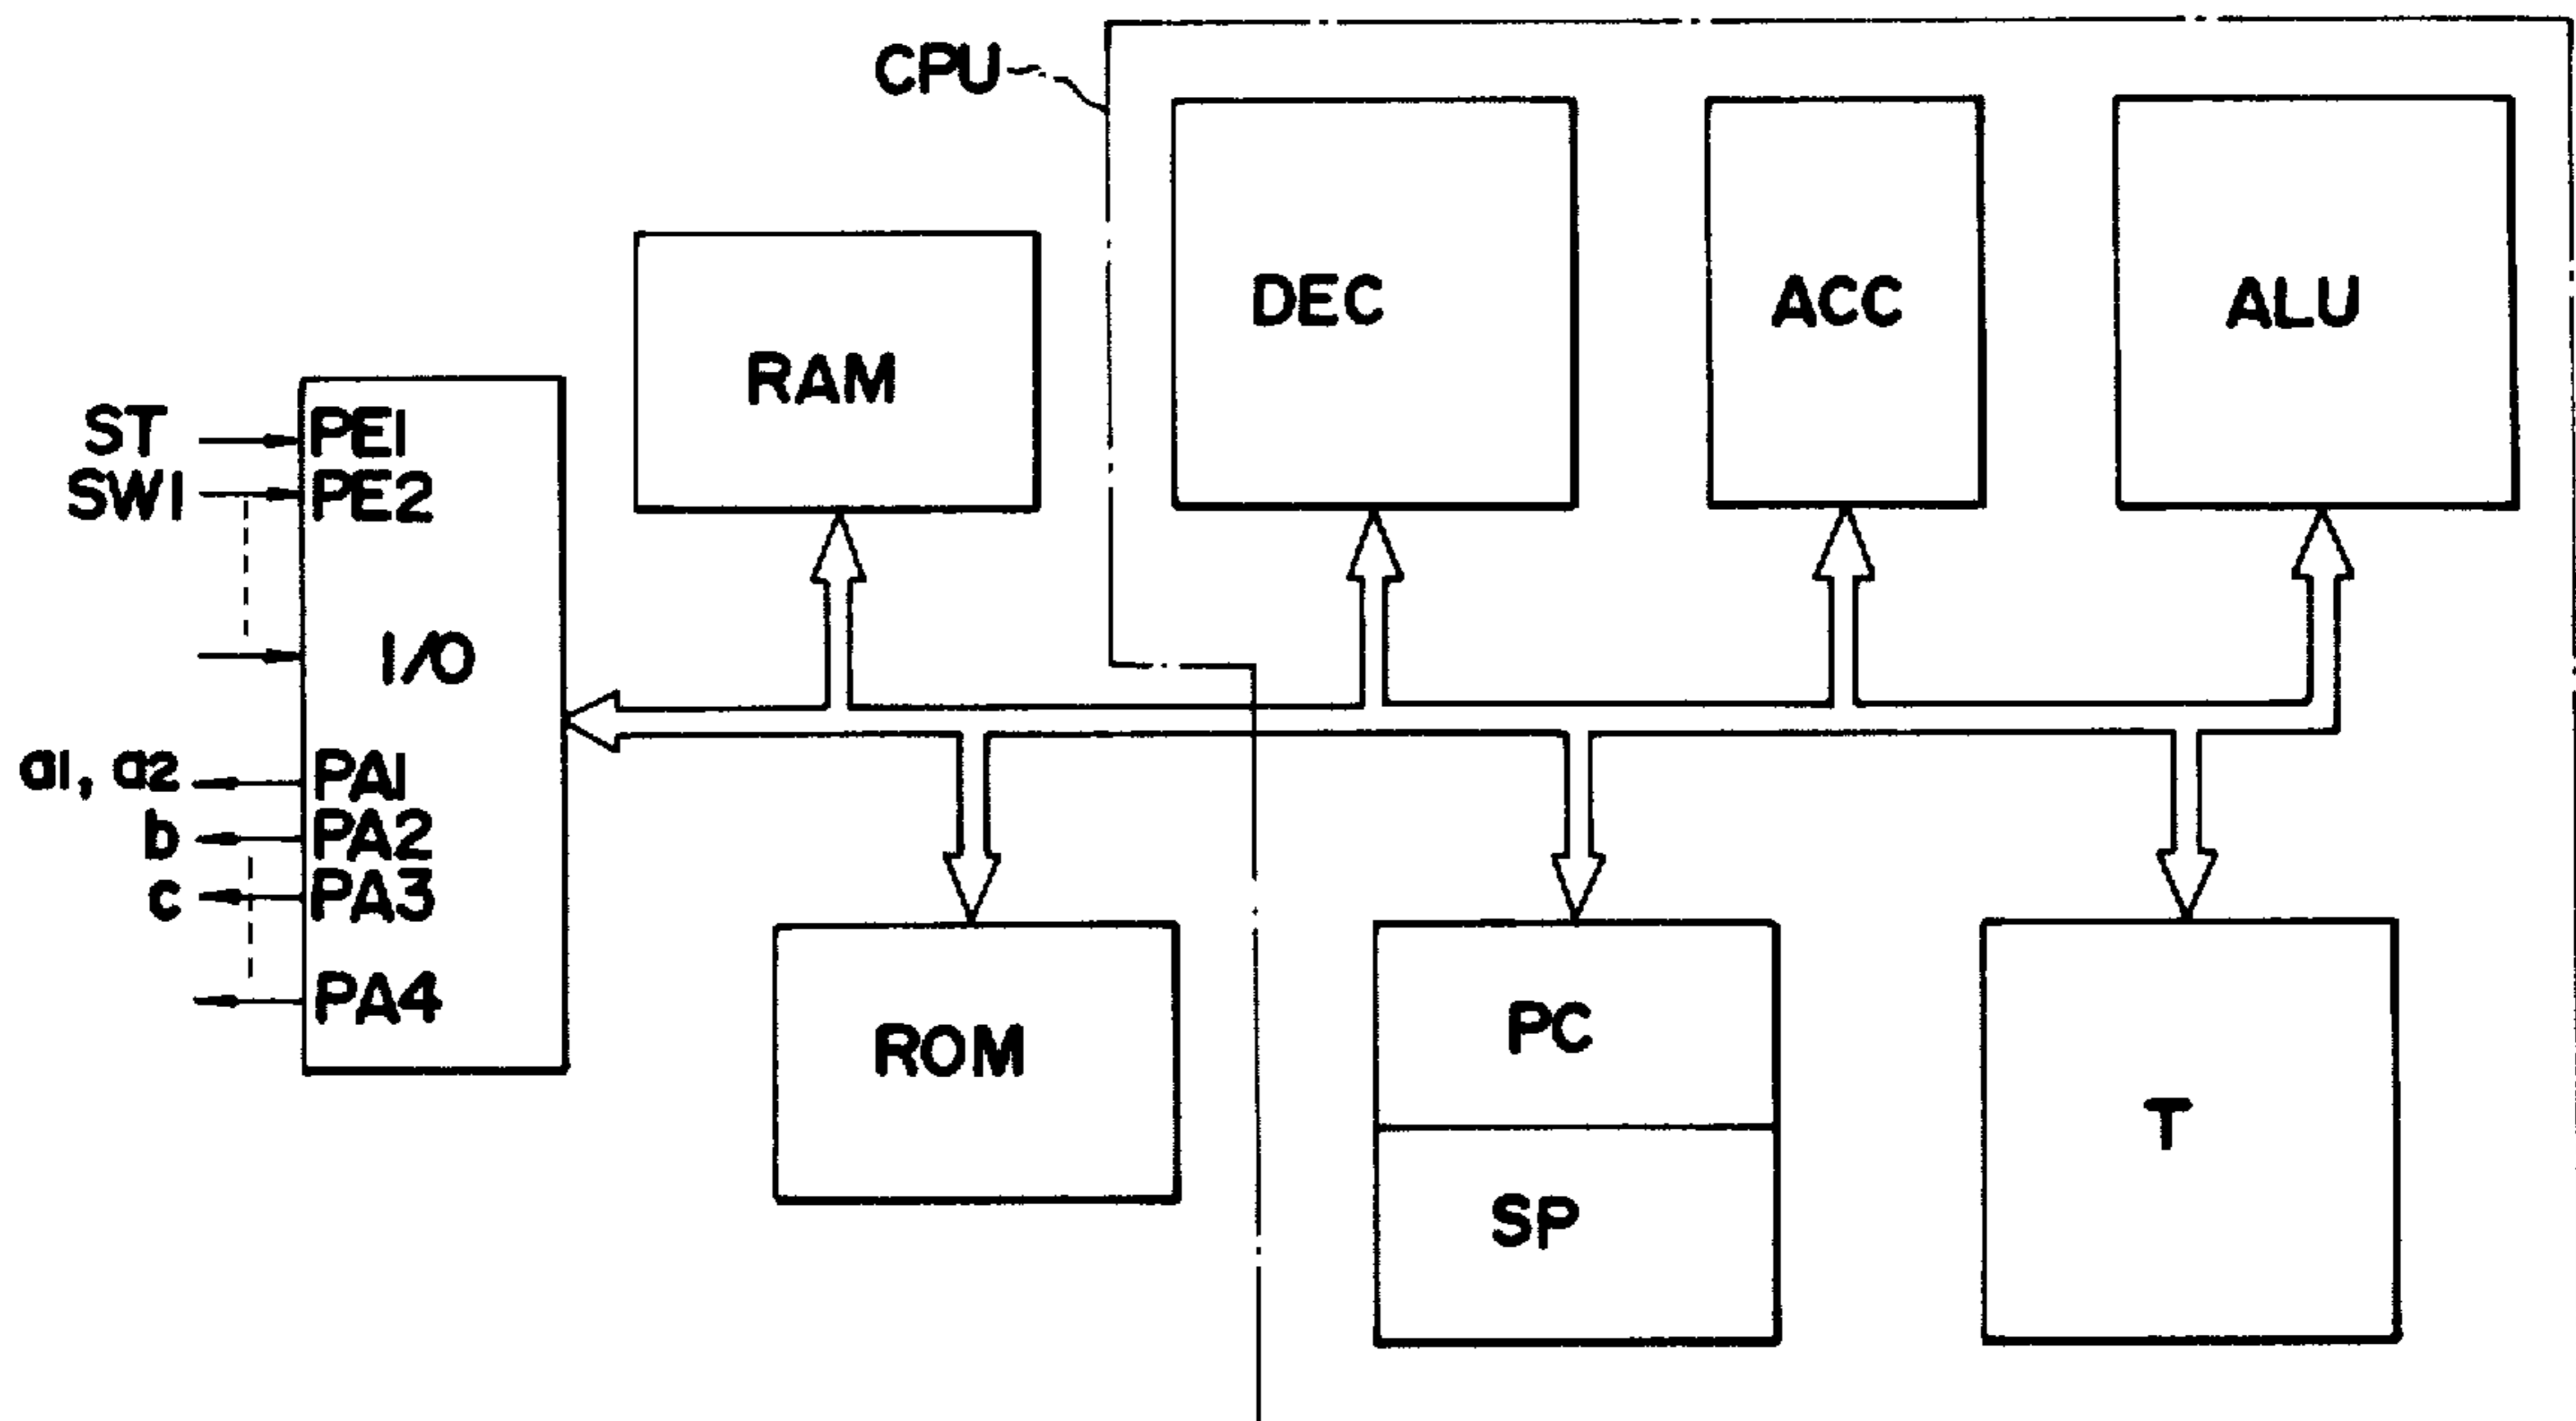 CPU
DEC
ACC
ALU
RAM
ST
PE1
SW1
PE2
I/O
a1, a2
PA1
b
PA2
c
PA3
PA4
ROM
PC
SP
T